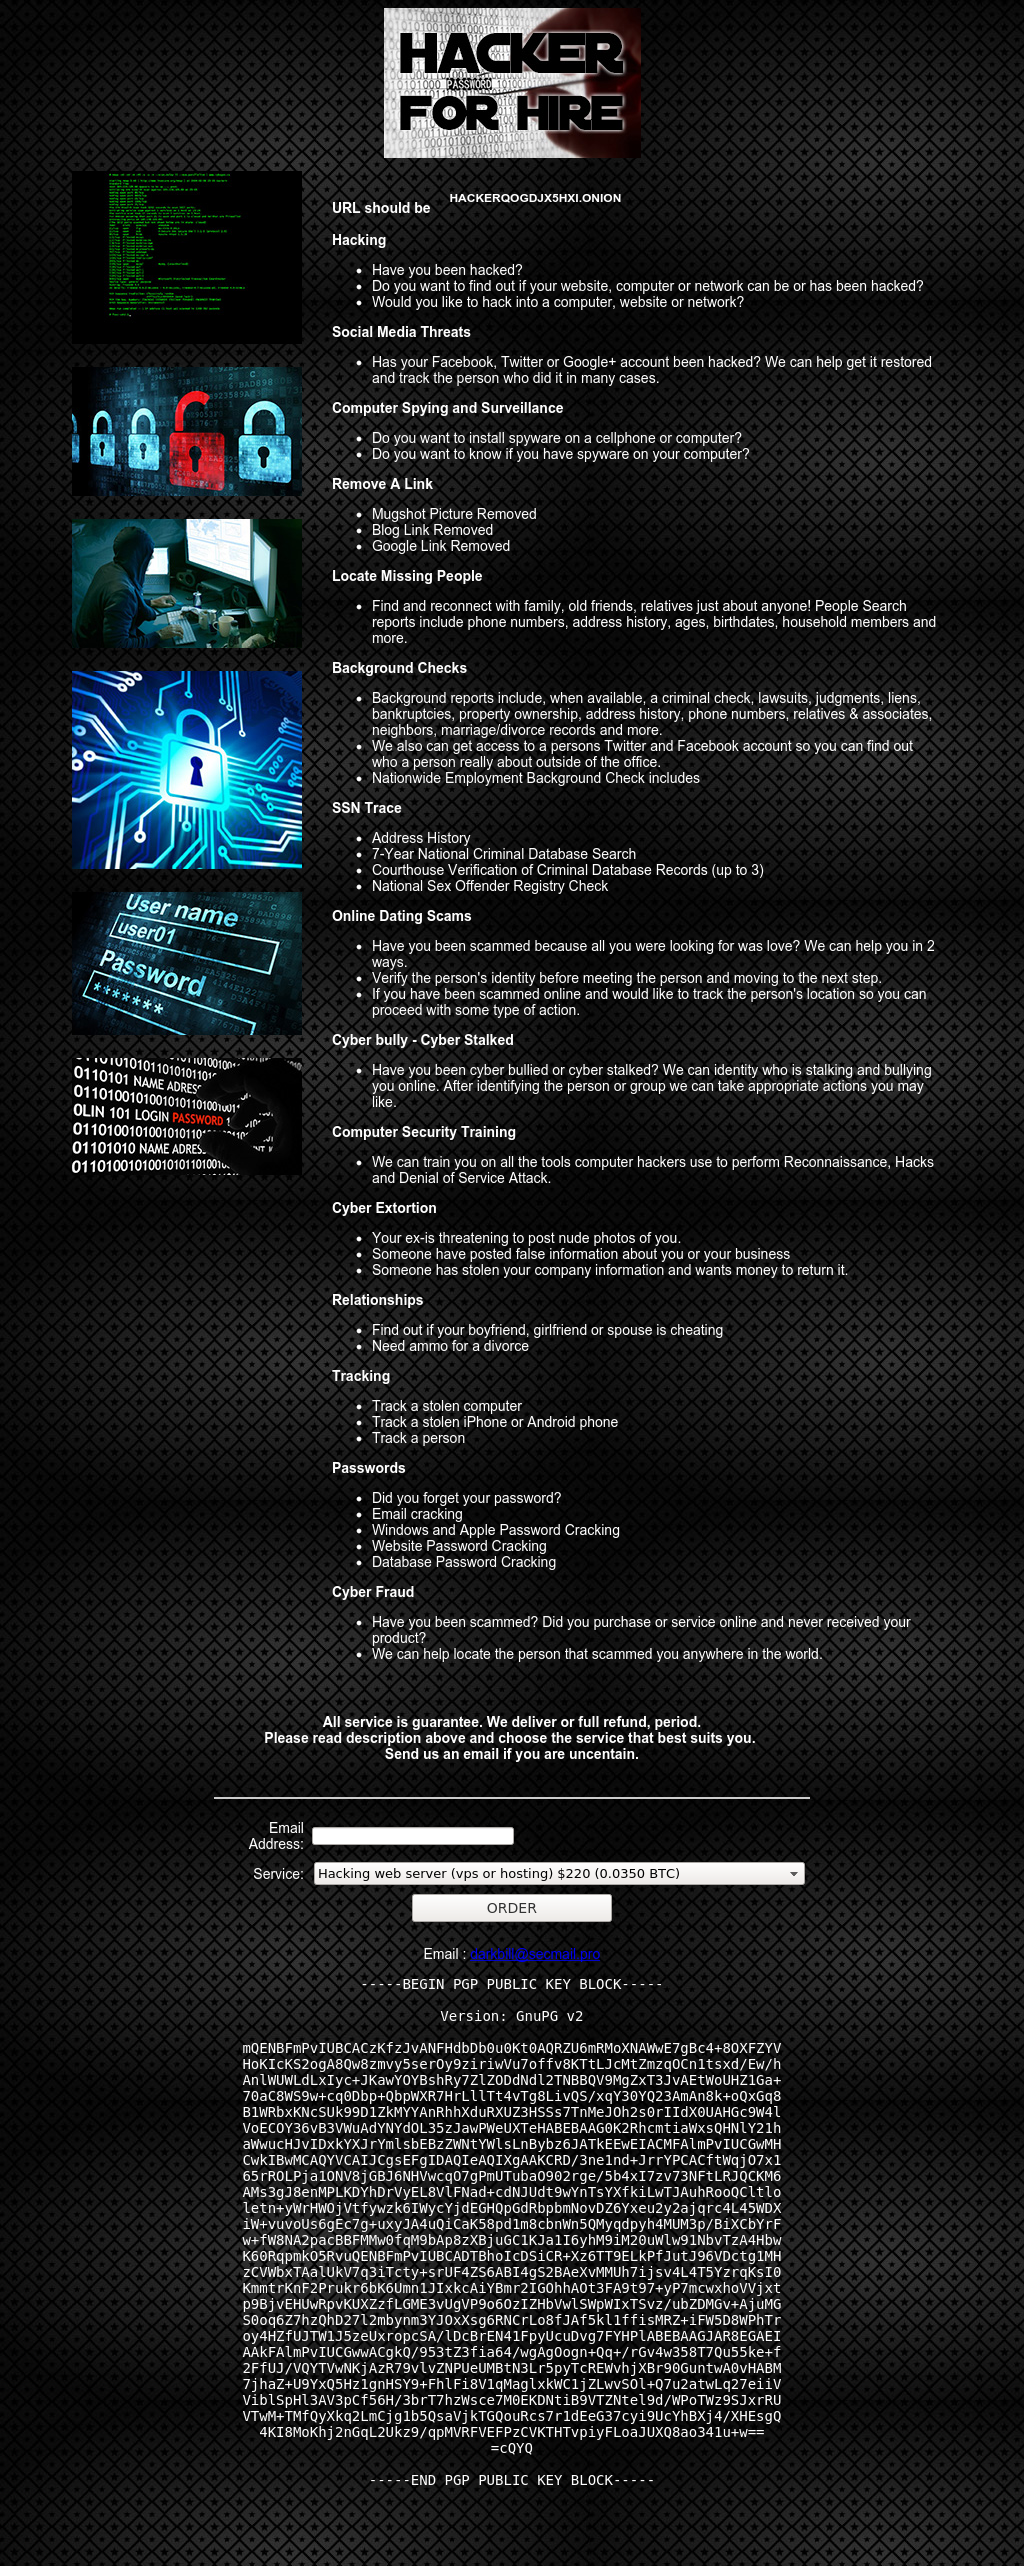 HACKER
PASSWORD
FOR HIRE
URL should be HACKERQOGDJX5HXI.ONION
Hacking
Have you been hacked?
Do you want to find out if your website, computer or network can be or has been hacked?
Would you like to hack into a computer, website or network?
Social Media Threats
Has your Facebook, Twitter or Google+ account been hacked? We can help get it restored
and track the person who did it in many cases.
Computer Spying and Surveillance
Do you want to install spyware on a cellphone or computer?
Do you want to know if you have spyware on your computer?
Remove A Link
Mugshot Picture Removed
Blog Link Removed
Google Link Removed
Locate Missing People
Find and reconnect with family, old friends, relatives just about anyone! People Search
reports include phone numbers, address history, ages, birthdates, household members and
more.
Background Checks
Background reports include, when available, a criminal check, lawsuits, judgments, liens,
bankruptcies, property ownership, address history, phone numbers, relatives & associates,
neighbors, marriage/divorce records and more.
We also can get access to a persons Twitter and Facebook account so you can find out
who a person really about outside of the office.
Nationwide Employment Background Check includes
SSN Trace
Address History
7-Year National Criminal Database Search
Courthouse Verification of Criminal Database Records (up to 3)
National Sex Offender Registry Check
User name
user01
Password
*******
Online Dating Scams
Have you been scammed because all you were looking for was love? We can help you in 2
ways.
Verify the person's identity before meeting the person and moving to the next step.
If you have been scammed online and would like to track the person's location so you can
proceed with some type of action.
Cyber bully - Cyber Stalked
Have you been cyber bullied or cyber stalked? We can identity who is stalking and bullying
you online. After identifying the person or group we can take appropriate actions you may
like.
Computer Security Training
We can train you on all the tools computer hackers use to perform Reconnaissance, Hacks
and Denial of Service Attack.
Cyber Extortion
Your ex-is threatening to post nude photos of you.
Someone have posted false information about you or your business
Someone has stolen your company information and wants money to return it.
Relationships
Find out if your boyfriend, girlfriend or spouse is cheating
Need ammo for a divorce
Tracking
Track a stolen computer
Track a stolen iPhone or Android phone
Track a person
Passwords
Did you forget your password?
Email cracking
Windows and Apple Password Cracking
Website Password Cracking
Database Password Cracking
Cyber Fraud
Have you been scammed? Did you purchase or service online and never received your
product?
We can help locate the person that scammed you anywhere in the world.
All service is guarantee. We deliver or full refund, period.
Please read description above and choose the service that best suits you.
Send us an email if you are uncentain.
Email
Address:
Service: Hacking web server (vps or hosting) $220 (0.0350 BTC)
ORDER
Email :
-----BEGIN PGP PUBLIC KEY BLOCK-----
Version: GnuPG v2
mQENBFmPvIUBCACzKfzJvANFHdbDb0u0Kt0AQRZU6mRMoXNAWwE7gBc4+8OXFZYV
HoKIcKS2ogA8Qw8zmvy5serOy9ziriwVu7offv8KTtLJcMtZmzqOCn1tsxd/Ew/h
AnlWUWLdLxIyc+JKawYOYBshRy7ZlZODdNdl2TNBBQV9MgZxT3JvAEtWoUHZ1Ga+
70aC8WS9w+cq0Dbp+QbpWXR7HrLllTt4vTg8LivQS/xqY30YQ23AmAn8k+oQxGq8
B1WRbxKNcSUk99D1ZkMYYAnRhhXduRXUZ3HSSs7TnMeJOh2s0rIIdX0UAHGc9W4l
VoECOY36vB3VWuAdYNYdOL35zJawPWeUXTeHABEBAAG0K2RhcmtiaWxsQHNlY21h
aWwucHJvIDxkYXJrYmlsbEBzZWNtYWlsLnBybz6JATkEEwEIACMFAlmPvIUCGwMH
CwkIBwMCAQYVCAIJCgsEFgIDAQIeAQIXgAAKCRD/3ne1nd+JrrYPCACftWqjO7x1
65rROLPja1ONV8jGBJ6NHVwcqO7gPmUTubaO902rge/5b4xI7zv73NFtLRJQCKM6
AMs3gJ8enMPLKDYhDrVyEL8VlFNad+cdNJUdt9wYnTsYXfkiLwTJAuhRooQCltlo
letn+yWrHWOjVtfywzk6IWycYjdEGHQpGdRbpbmNovDZ6Yxeu2y2ajqrc4L45WDX
iW+vuvoUs6gEc7g+uxyJA4uQiCaK58pd1m8cbnWn5QMyqdpyh4MUM3p/BiXCbYrF
w+fW8NA2pacBBFMMw0fqM9bAp8zXBjuGC1KJa1I6yhM9iM20uWlw91NbvTzA4Hbw
K60RqpmkO5RvuQENBFmPvIUBCADTBhoIcDSiCR+Xz6TT9ELkPfJutJ96VDctg1MH
zCVWbxTAalUkV7q3iTcty+srUF4ZS6ABI4gS2BAeXvMMUh7ijsv4L4T5YzrqKsI0
KmmtrKnF2Prukr6bK6Umn1JIxkcAiYBmr2IGOhhAOt3FA9t97+yP7mcwxhoVVjxt
p9BjvEHUwRpvKUXZzfLGME3vUgVP9o6OzIZHbVwlSWpWIxTSvz/ubZDMGv+AjuMG
S0oq6Z7hzQhD27l2mbynm3YJOxXsg6RNCrLo8fJAf5kl1ffisMRZ+iFW5D8WPhTr
oy4HZfUJTW1J5zeUxropcSA/lDcBrEN41FpyUcuDvg7FYHPlABEBAAGJAR8EGAEI
AAkFAlmPvIUCGwwACgkQ/953tZ3fia64/wgAgOogn+Qq+/rGv4w358T7Qu55ke+f
2FfUJ/VQYTVwNKjAzR79vlvZNPUeUMBtN3Lr5pyTcREWvhjXBr90GuntwA0vHABM
7jhaZ+U9YxQ5Hz1gnHSY9+FhlFi8V1qMaglxkWC1jZLwvSOl+Q7u2atwLq27eiiV
ViblSpHl3AV3pCf56H/3brT7hzWsce7M0EKDNtiB9VTZNtel9d/WPoTWz9SJxrRU
VTwM+TMfQyXkq2LmCjg1b5QsaVjkTGQouRcs7r1dEeG37cyi9UcYhBXj4/XHEsgQ
4KI8MoKhj2nGqL2Ukz9/qpMVRFVEFPzCVKTHTvpiyFLoaJUXQ8ao341u+w==
=cQYQ
-----END PGP PUBLIC KEY BLOCK-----